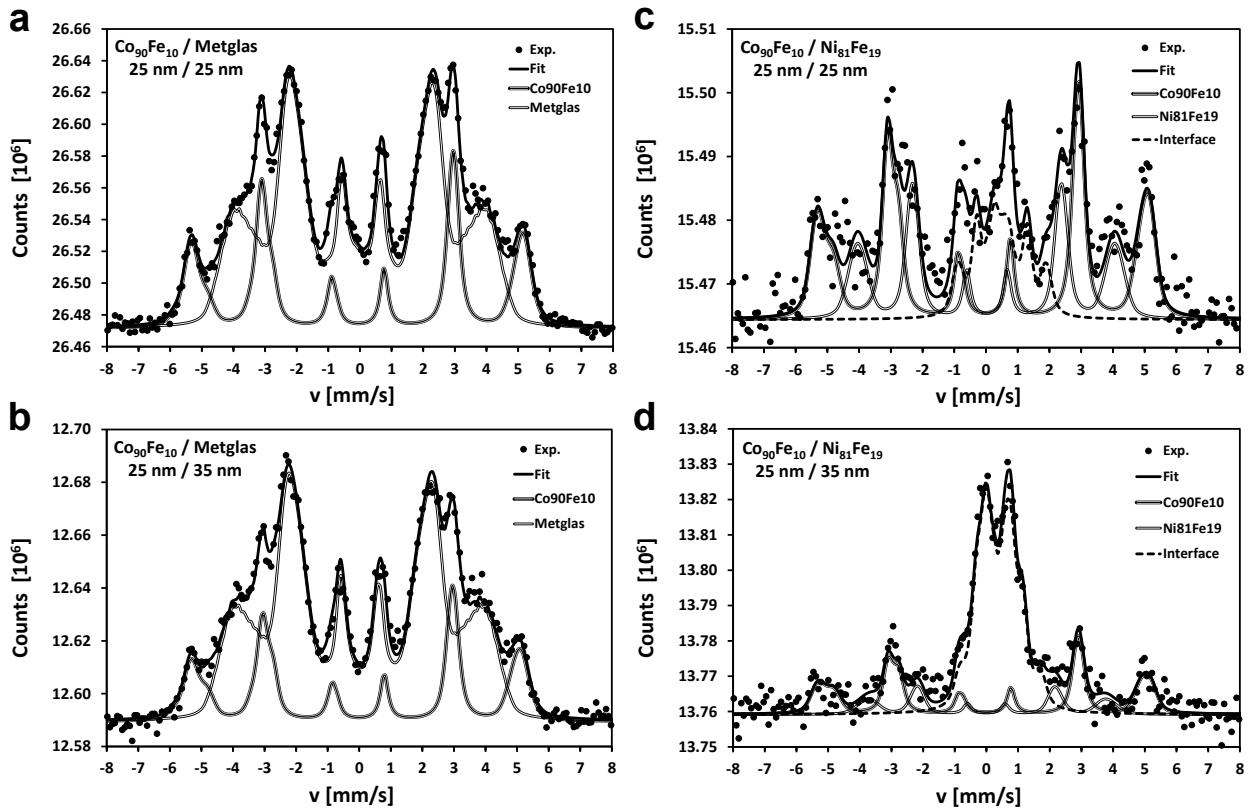 a
Co90Fe10 / Metglas
25 nm / 25 nm
Exp.
Fit
Co90Fe10
Metglas
26.66
26.64
26.62
26.60
26.58
26.56
26.54
26.52
26.50
26.48
26.46
Counts [10⁶]
-8 -7 -6 -5 -4 -3 -2 -1 0 1 2 3 4 5 6 7 8
v [mm/s]
b
Co90Fe10 / Metglas
25 nm / 35 nm
Exp.
Fit
Co90Fe10
Metglas
12.70
12.68
12.66
12.64
12.62
12.60
12.58
Counts [10⁶]
-8 -7 -6 -5 -4 -3 -2 -1 0 1 2 3 4 5 6 7 8
v [mm/s]
c
Co90Fe10 / Ni81Fe19
25 nm / 25 nm
Exp.
Fit
Co90Fe10
Ni81Fe19
Interface
15.51
15.50
15.49
15.48
15.47
15.46
Counts [10⁶]
-8 -7 -6 -5 -4 -3 -2 -1 0 1 2 3 4 5 6 7 8
v [mm/s]
d
Co90Fe10 / Ni81Fe19
25 nm / 35 nm
Exp.
Fit
Co90Fe10
Ni81Fe19
Interface
13.84
13.83
13.82
13.81
13.80
13.79
13.78
13.77
13.76
13.75
Counts [10⁶]
-8 -7 -6 -5 -4 -3 -2 -1 0 1 2 3 4 5 6 7 8
v [mm/s]